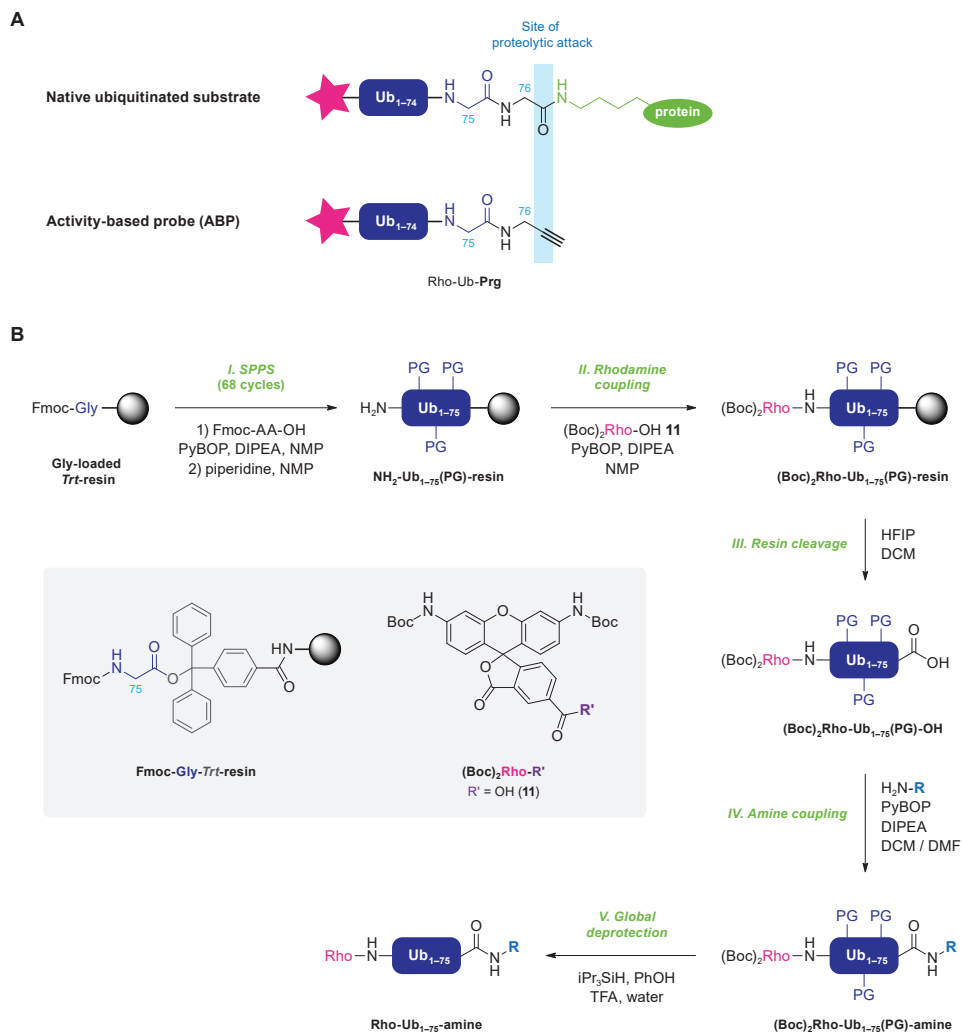 A
Site of
proteolytic attack
Native ubiquitinated substrate
Ub1–74
H
N
75
O
N
H
76
O
H
N
protein
Activity-based probe (ABP)
Ub1–74
H
N
75
O
N
H
76
Rho-Ub-Prg
B
Fmoc-Gly
Gly-loaded
Trt-resin
I. SPPS
(68 cycles)
1) Fmoc-AA-OH
PyBOP, DIPEA, NMP
2) piperidine, NMP
PG PG
H2N
Ub1–75
PG
NH2-Ub1–75(PG)-resin
II. Rhodamine
coupling
(Boc)2Rho-OH 11
PyBOP, DIPEA
NMP
PG PG
(Boc)2Rho
H
N
Ub1–75
PG
(Boc)2Rho-Ub1–75(PG)-resin
III. Resin cleavage
HFIP
DCM
Fmoc
H
N
75
O
O
H
N
O
Fmoc-Gly-Trt-resin
Boc
H
N
O
H
N
Boc
O
O
R'
O
(Boc)2Rho-R'
R' = OH (11)
PG PG
(Boc)2Rho
H
N
Ub1–75
O
OH
PG
(Boc)2Rho-Ub1–75(PG)-OH
IV. Amine coupling
H2N-R
PyBOP
DIPEA
DCM / DMF
PG PG
(Boc)2Rho
H
N
Ub1–75
O
N
H
R
PG
(Boc)2Rho-Ub1–75(PG)-amine
V. Global
deprotection
iPr3SiH, PhOH
TFA, water
Rho
H
N
Ub1–75
O
N
H
R
Rho-Ub1–75-amine